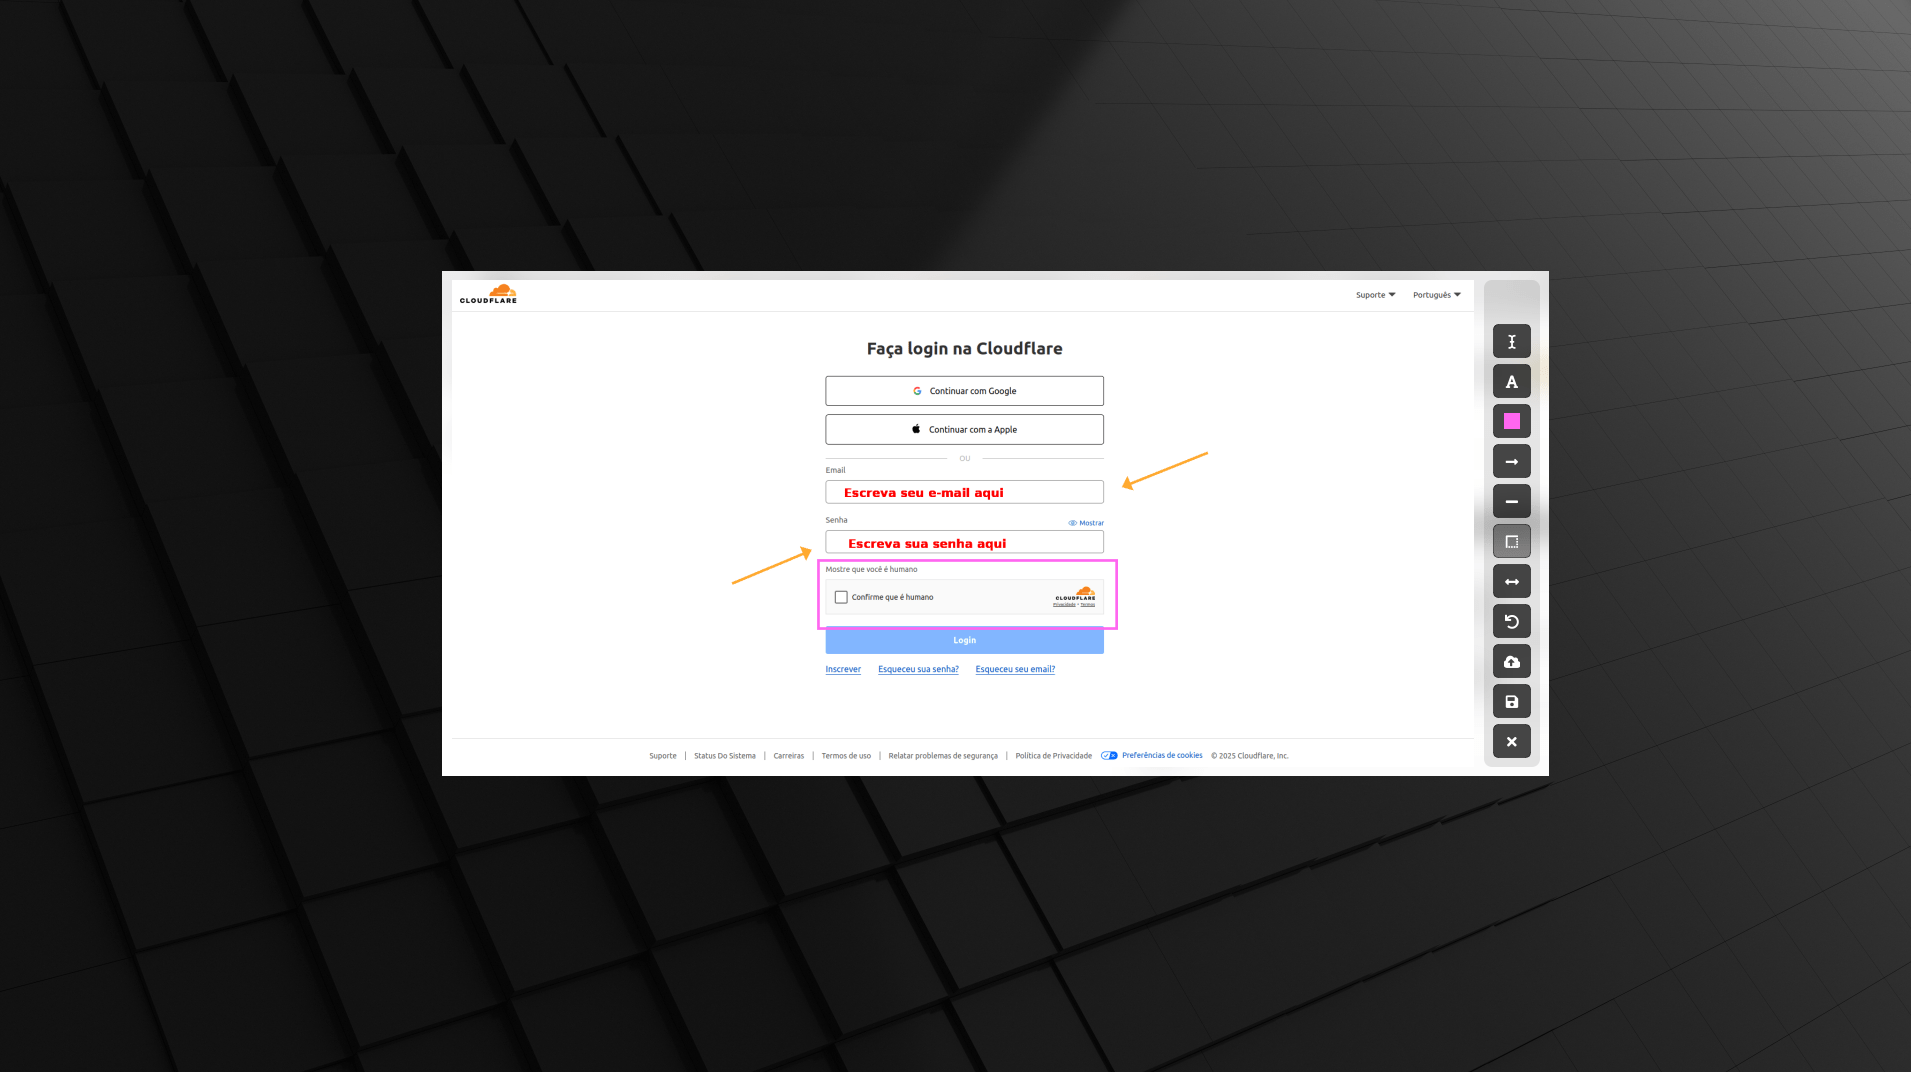 CLOUDFLARE
Suporte
Português
Faça login na Cloudflare
Continuar com Google
Continuar com a Apple
OU
Email
Escreva seu e-mail aqui
Senha
Mostrar
Escreva sua senha aqui
Mostre que você é humano
Confirme que é humano
CLOUDFLARE
Privacidade • Termos
Login
Inscrever Esqueceu sua senha? Esqueceu seu email?
Suporte | Status Do Sistema | Carreiras | Termos de uso | Relatar problemas de segurança | Política de Privacidade Preferências de cookies © 2025 Cloudflare, Inc.
A